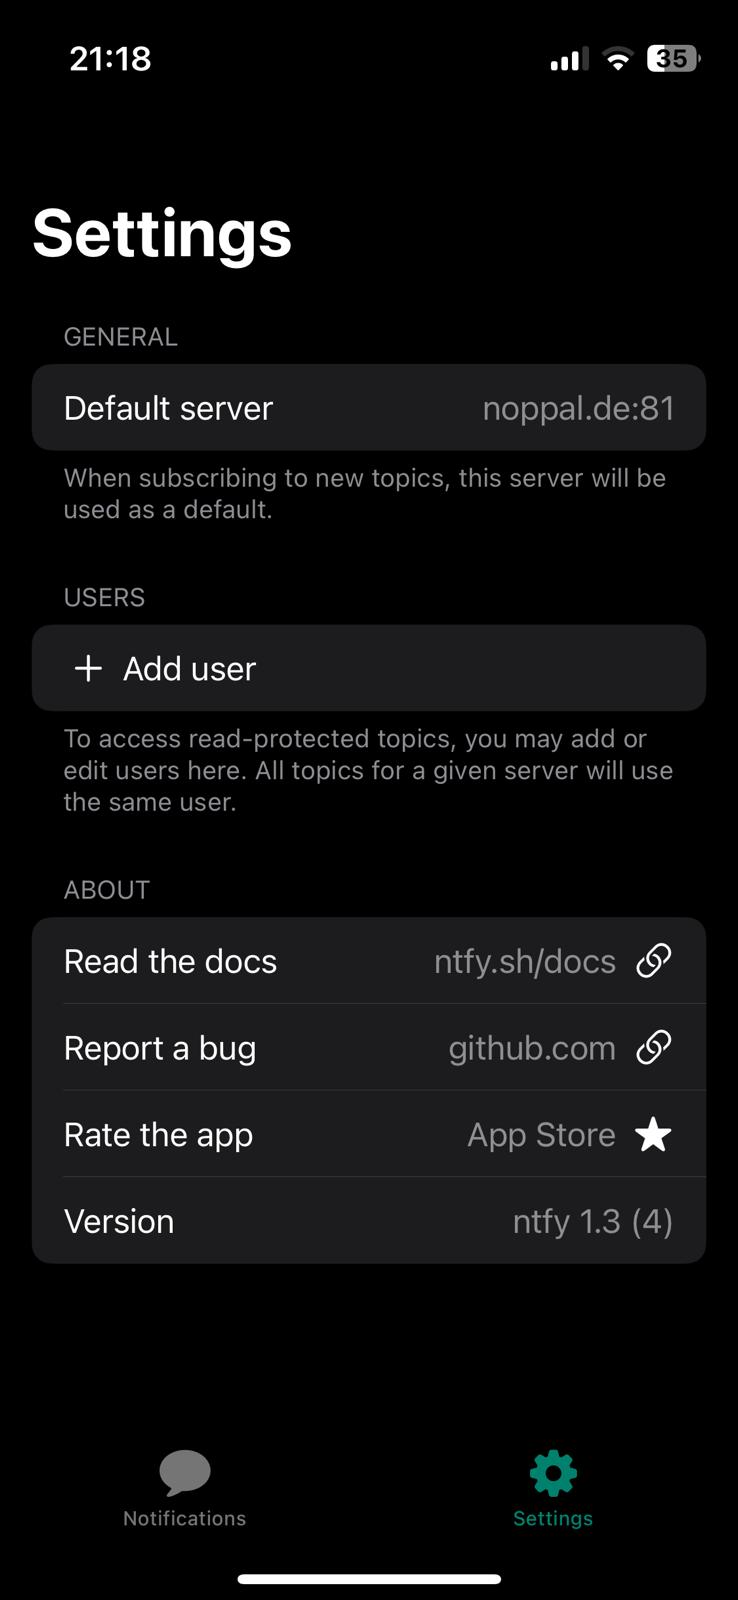 21:18
35
Settings
GENERAL
Default server noppal.de:81
When subscribing to new topics, this server will be
used as a default.
USERS
+ Add user
To access read-protected topics, you may add or
edit users here. All topics for a given server will use
the same user.
ABOUT
Read the docs ntfy.sh/docs
Report a bug github.com
Rate the app App Store
Version ntfy 1.3 (4)
Notifications Settings